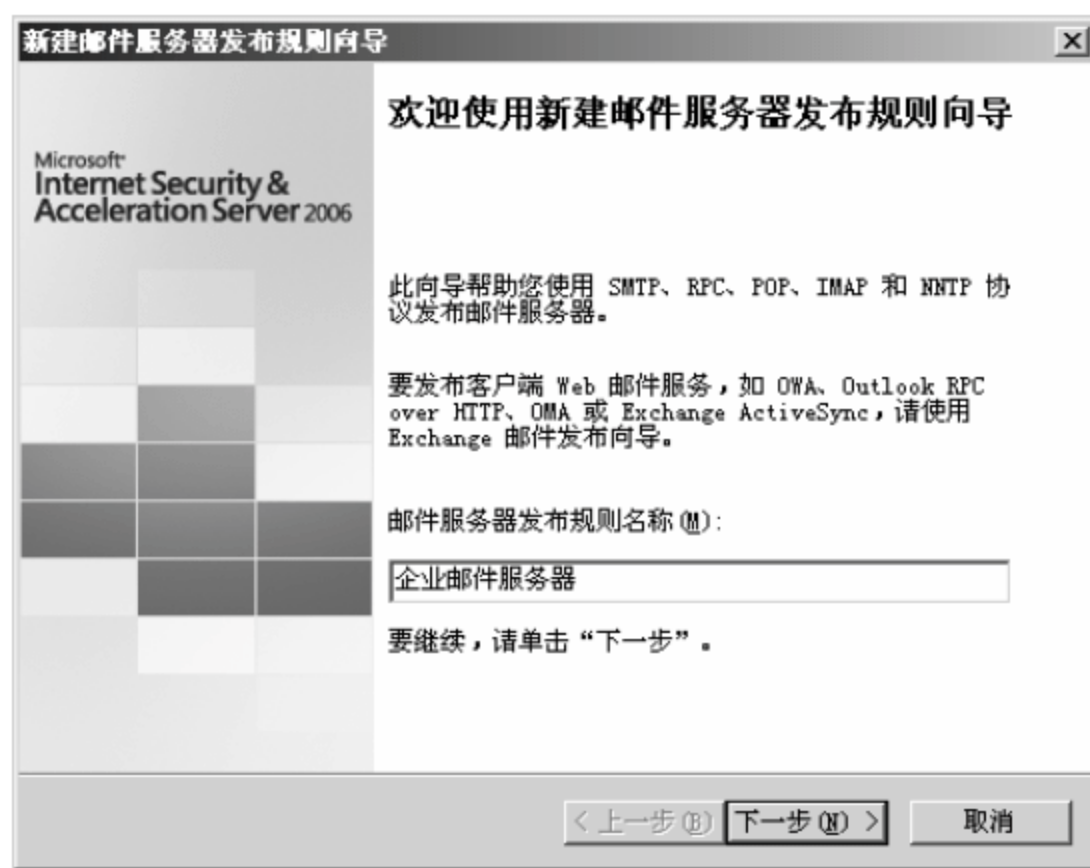 新建邮件服务器发布规则向导
欢迎使用新建邮件服务器发布规则向导
Microsoft
Internet Security &
Acceleration Server 2006
此向导帮助您使用 SMTP、RPC、POP、IMAP 和 NNTP 协
议发布邮件服务器。
要发布客户端 Web 邮件服务，如 OWA、Outlook RPC
over HTTP、OMA 或 Exchange ActiveSync，请使用
Exchange 邮件发布向导。
邮件服务器发布规则名称(M):
企业邮件服务器
要继续，请单击“下一步”。
< 上一步(B) 下一步(N) > 取消